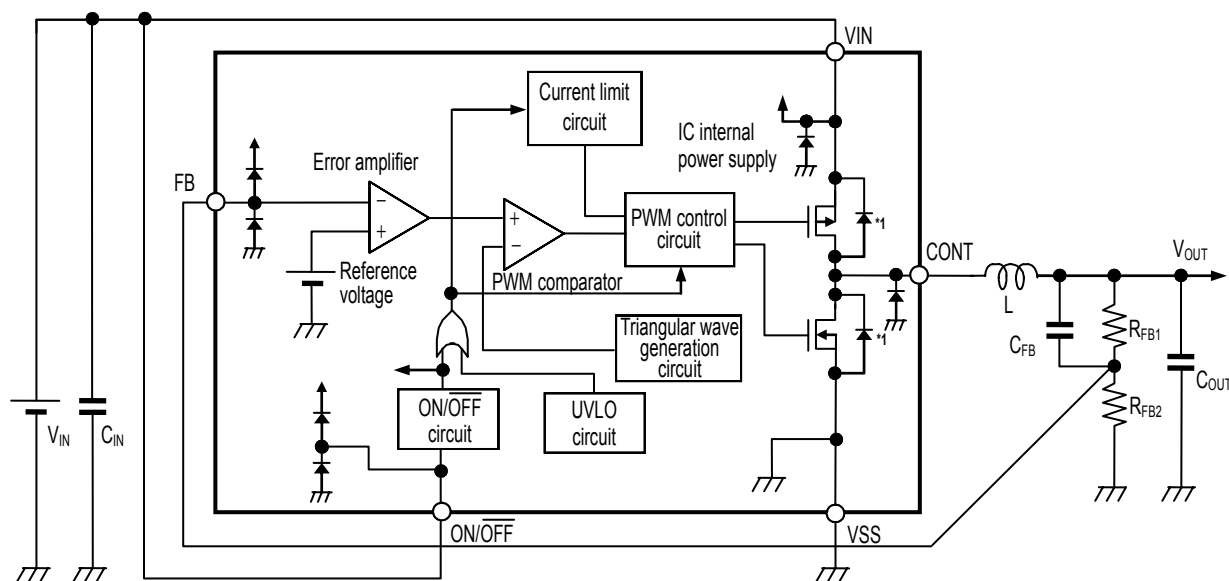 VIN
Current limit
circuit
IC internal
power supply
Error amplifier
FB
−
+
+
−
PWM control
circuit
*1
CONT
VOUT
Reference
voltage
PWM comparator
L
CFB
RFB1
COUT
RFB2
Triangular wave
generation
circuit
*1
ON/OFF
circuit
UVLO
circuit
VIN
CIN
ON/OFF
VSS